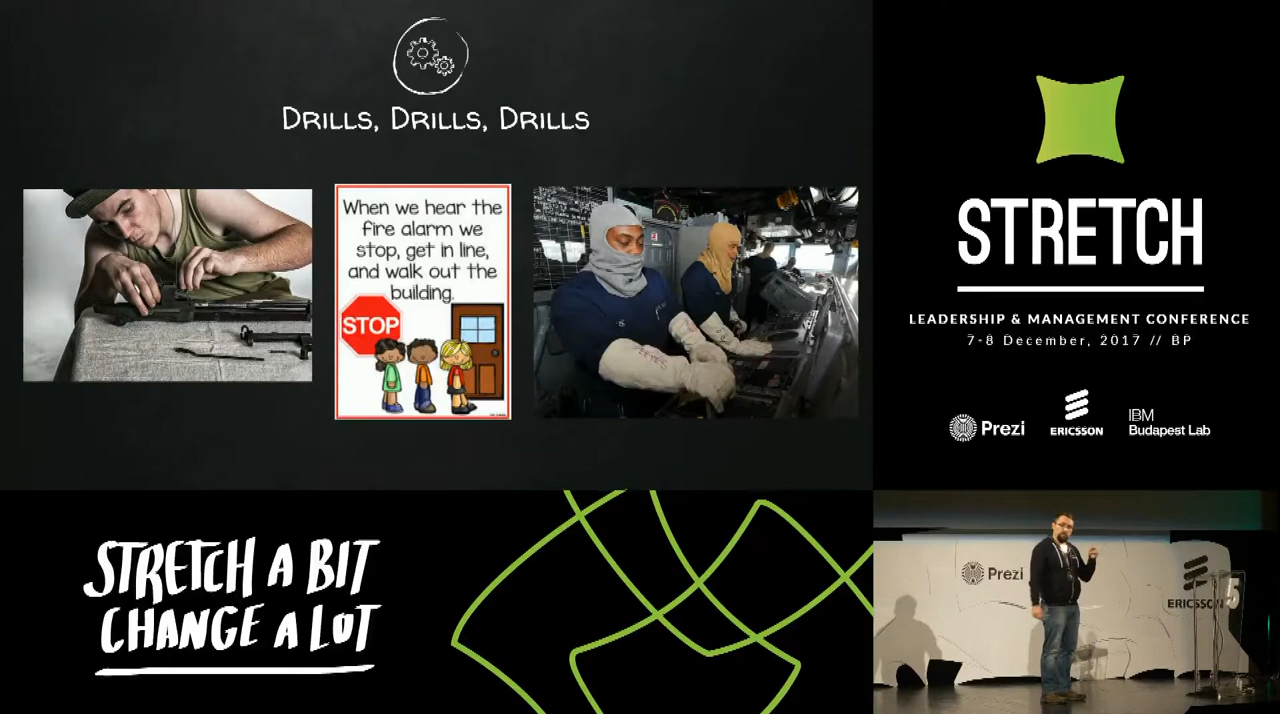 DRILLS, DRILLS, DRILLS
When we hear the
fire alarm we
stop, get in line,
and walk out the
building.
STOP
STRETCH
LEADERSHIP & MANAGEMENT CONFERENCE
7-8 December, 2017 // BP
Prezi
ERICSSON
IBM
Budapest Lab
STRETCH A BIT
CHANGE A LOT
Prezi
ERICSSON